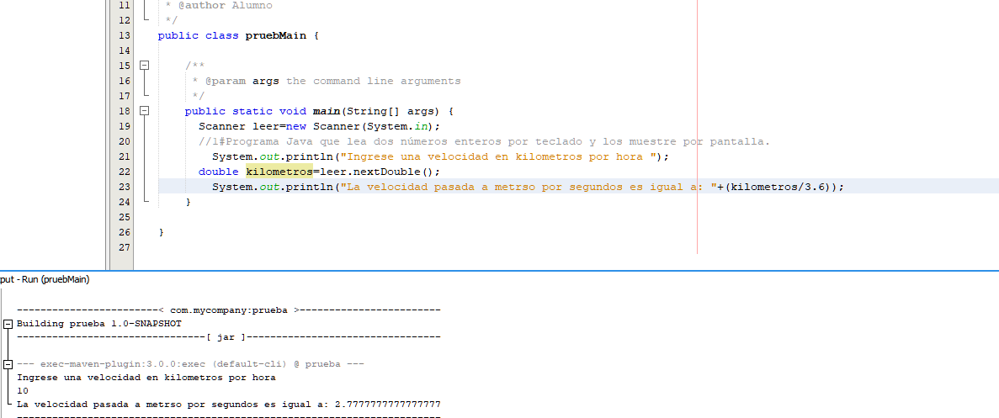 11 * @author Alumno
12 */
13 public class pruebMain {
14
15 /**
16 * @param args the command line arguments
17 */
18 public static void main(String[] args) {
19 Scanner leer=new Scanner(System.in);
20 //1#Programa Java que lea dos números enteros por teclado y los muestre por pantalla.
21 System.out.println("Ingrese una velocidad en kilometros por hora ");
22 double kilometros=leer.nextDouble();
23 System.out.println("La velocidad pasada a metrso por segundos es igual a: "+(kilometros/3.6));
24 }
25
26 }
27
put - Run (pruebMain)
------------------------< com.mycompany:prueba >------------------------
Building prueba 1.0-SNAPSHOT
--------------------------------[ jar ]---------------------------------
--- exec-maven-plugin:3.0.0:exec (default-cli) @ prueba ---
Ingrese una velocidad en kilometros por hora
10
La velocidad pasada a metrso por segundos es igual a: 2.7777777777777777
------------------------------------------------------------------------